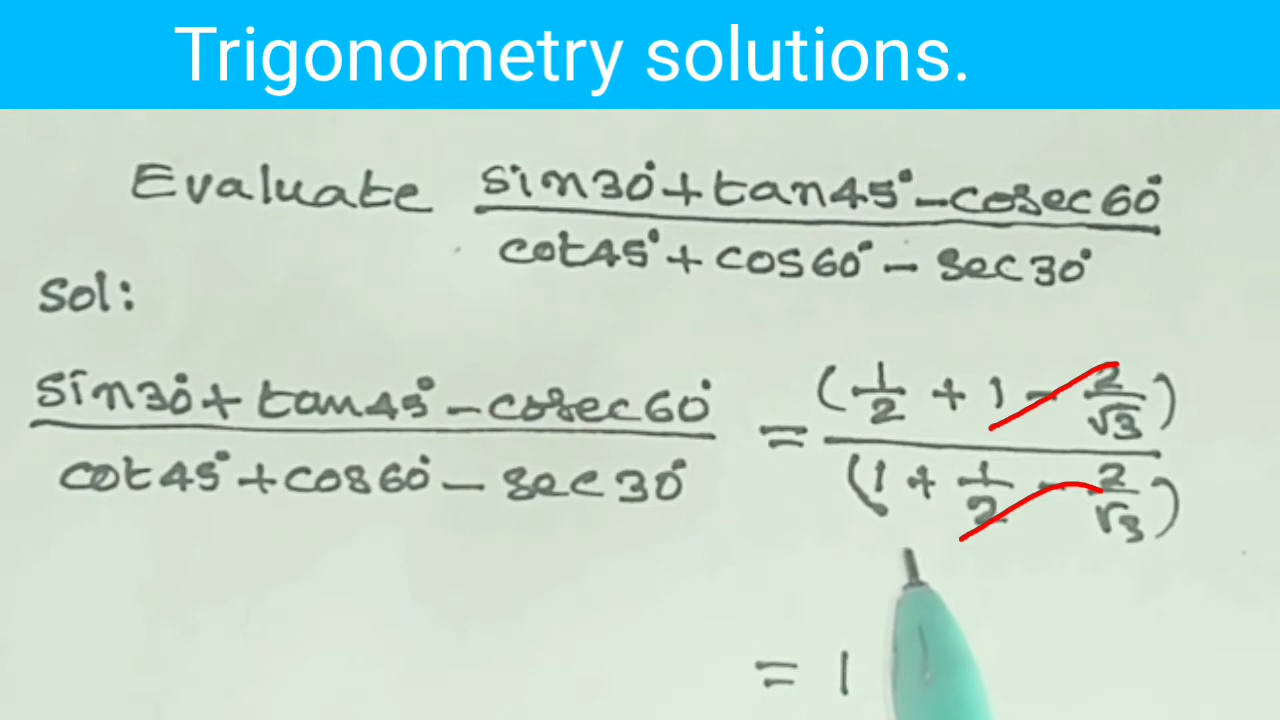 Trigonometry solutions.
Evaluate (sin30° + tan45° - cosec60°) / (cot45° + cos60° - sec30°)
Sol:
(sin30° + tan45° - cosec60°) / (cot45° + cos60° - sec30°) = (1/2 + 1 - 2/√3) / (1 + 1/2 - 2/√3)
= 1